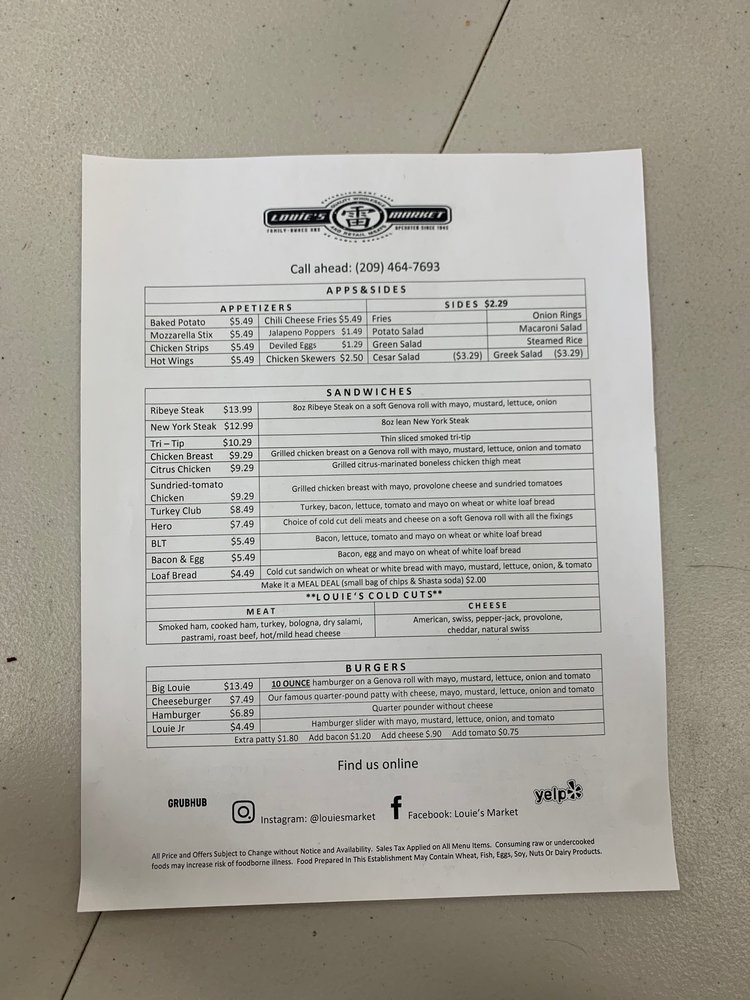 ESTABLISHMENT
QUALITY WHOLESALE
LOUIE'S 雷 MARKET
AND RETAIL MEATS
FAMILY-OWNED AND OPERATED SINCE
Call ahead: (209) 464-7693
APPS&SIDES
APPETIZERS SIDES $2.29
Baked Potato $5.49 Chili Cheese Fries $5.49 Fries Onion Rings
Mozzarella Stix $5.49 Jalapeno Poppers $1.49 Potato Salad Macaroni Salad
Chicken Strips $5.49 Deviled Eggs $1.29 Green Salad Steamed Rice
Hot Wings $5.49 Chicken Skewers $2.50 Cesar Salad ($3.29) Greek Salad ($3.29)
SANDWICHES
Ribeye Steak $13.99 8oz Ribeye Steak on a soft Genova roll with mayo, mustard, lettuce, onion
New York Steak $12.99 8oz lean New York Steak
Tri – Tip $10.29 Thin sliced smoked tri-tip
Chicken Breast $9.29 Grilled chicken breast on a Genova roll with mayo, mustard, lettuce, onion and tomato
Citrus Chicken $9.29 Grilled citrus-marinated boneless chicken thigh meat
Sundried-tomato
Chicken $9.29 Grilled chicken breast with mayo, provolone cheese and sundried tomatoes
Turkey Club $8.49 Turkey, bacon, lettuce, tomato and mayo on wheat or white loaf bread
Hero $7.49 Choice of cold cut deli meats and cheese on a soft Genova roll with all the fixings
BLT $5.49 Bacon, lettuce, tomato and mayo on wheat or white loaf bread
Bacon & Egg $5.49 Bacon, egg and mayo on wheat of white loaf bread
Loaf Bread $4.49 Cold cut sandwich on wheat or white bread with mayo, mustard, lettuce, onion, & tomato
Make it a MEAL DEAL (small bag of chips & Shasta soda) $2.00
**LOUIE'S COLD CUTS**
MEAT CHEESE
Smoked ham, cooked ham, turkey, bologna, dry salami, American, swiss, pepper-jack, provolone,
pastrami, roast beef, hot/mild head cheese cheddar, natural swiss
BURGERS
Big Louie $13.49 10 OUNCE hamburger on a Genova roll with mayo, mustard, lettuce, onion and tomato
Cheeseburger $7.49 Our famous quarter-pound patty with cheese, mayo, mustard, lettuce, onion and tomato
Hamburger $6.89 Quarter pounder without cheese
Louie Jr $4.49 Hamburger slider with mayo, mustard, lettuce, onion, and tomato
Extra patty $1.80 Add bacon $1.20 Add cheese $.90 Add tomato $0.75
Find us online
GRUBHUB Instagram: @louiesmarket f Facebook: Louie's Market yelp
All Price and Offers Subject to Change without Notice and Availability. Sales Tax Applied on All Menu Items. Consuming raw or undercooked
foods may increase risk of foodborne illness. Food Prepared In This Establishment May Contain Wheat, Fish, Eggs, Soy, Nuts Or Dairy Products.